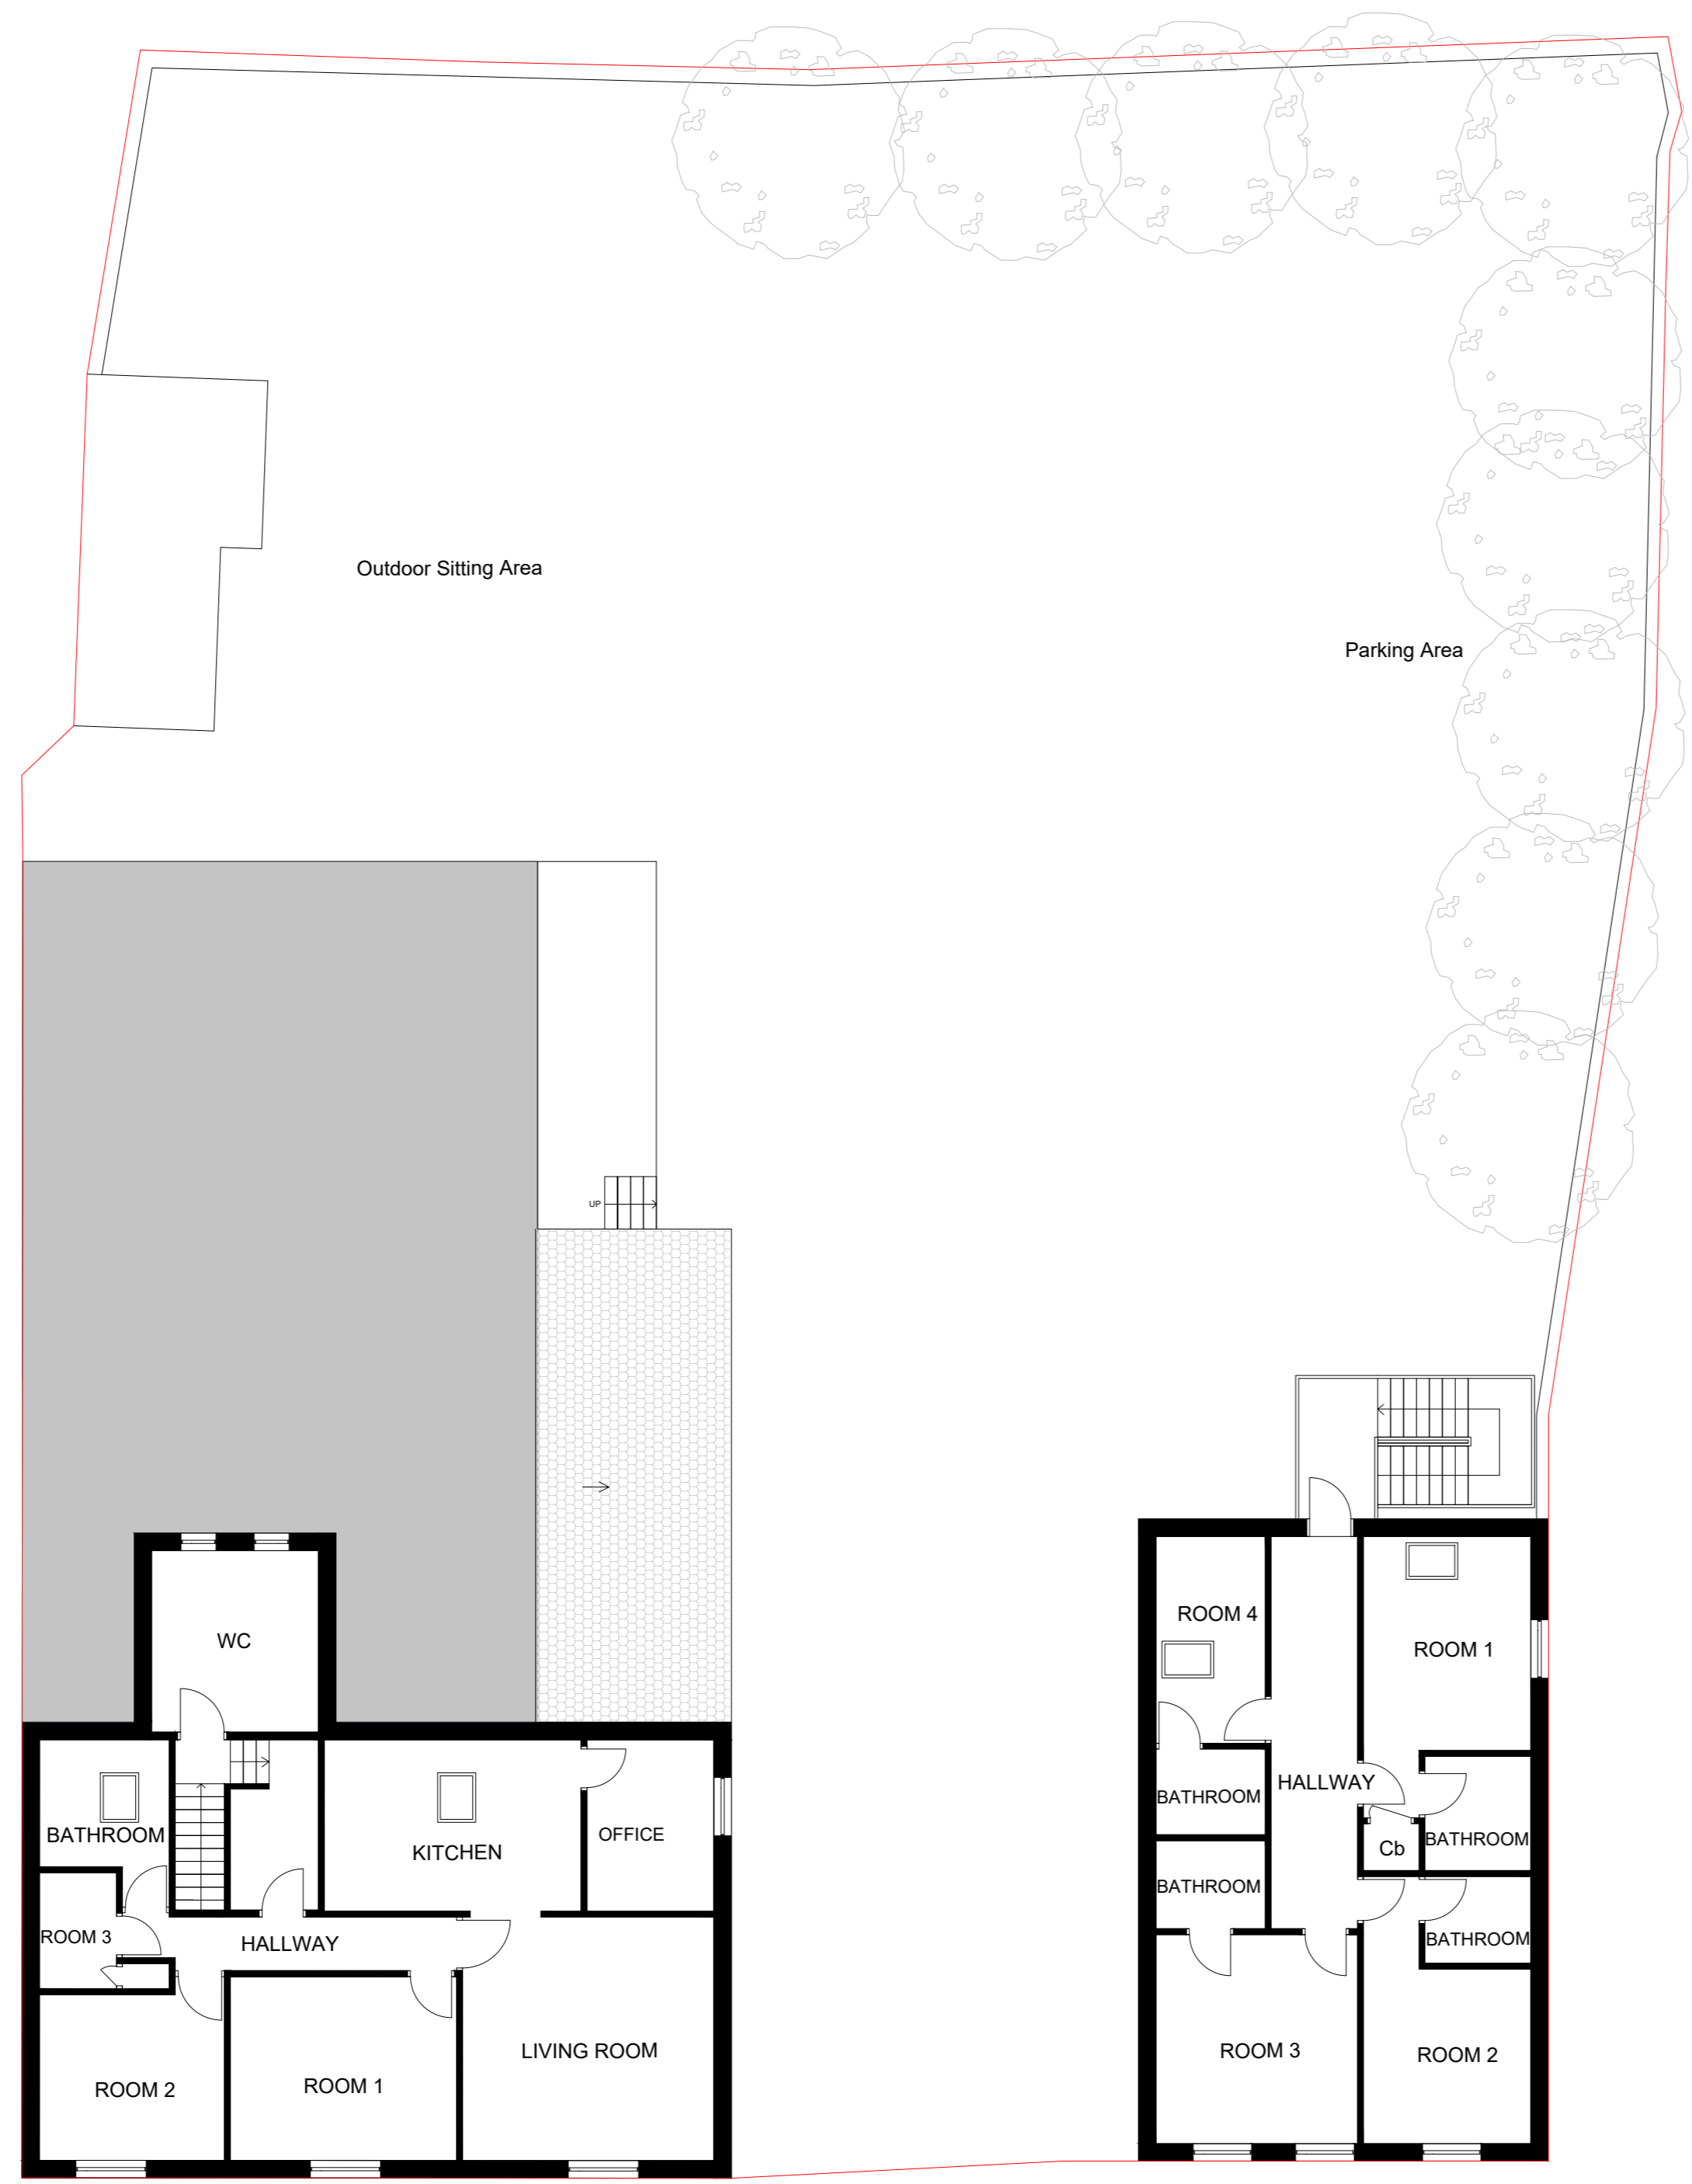 Outdoor Sitting Area
Parking Area
UP
WC
BATHROOM
KITCHEN
OFFICE
ROOM 3
HALLWAY
ROOM 2
ROOM 1
LIVING ROOM
ROOM 4
ROOM 1
HALLWAY
BATHROOM
Cb
BATHROOM
BATHROOM
BATHROOM
ROOM 3
ROOM 2